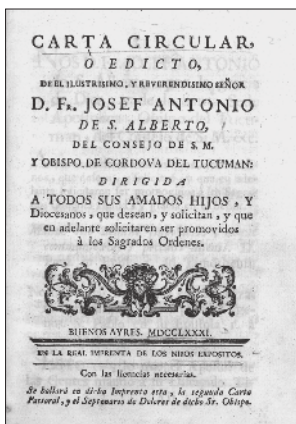 CARTA CIRCULAR,
O EDICTO,
DE EL ILUSTRISIMO, Y REVERENDISIMO SEÑOR
D. Fr. JOSEF ANTONIO
DE S. ALBERTO,
DEL CONSEJO DE S. M.
Y OBISPO DE CORDOVA DEL TUCUMAN:
DIRIGIDA
A TODOS SUS AMADOS HIJOS, Y
Diocesanos, que desean, y solicitan, y que
en adelante solicitaren ser promovidos
à los Sagrados Ordenes.
BUENOS AYRES. MDCCLXXXI.
EN LA REAL IMPRENTA DE LOS NIÑOS EXPOSITOS.
Con las licencias necesarias.
Se hallará en dicha Imprenta esta, la segunda Carta
Pastoral, y el Septenario de Dolores de dicho Sr. Obispo.